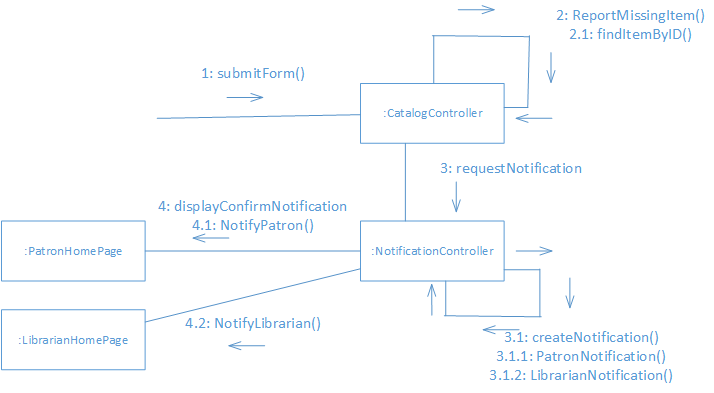 2: ReportMissingItem()
2.1: findItemByID()
1: submitForm()
:CatalogController
3: requestNotification
4: displayConfirmNotification
4.1: NotifyPatron()
:PatronHomePage
:NotificationController
4.2: NotifyLibrarian()
:LibrarianHomePage
3.1: createNotification()
3.1.1: PatronNotification()
3.1.2: LibrarianNotification()